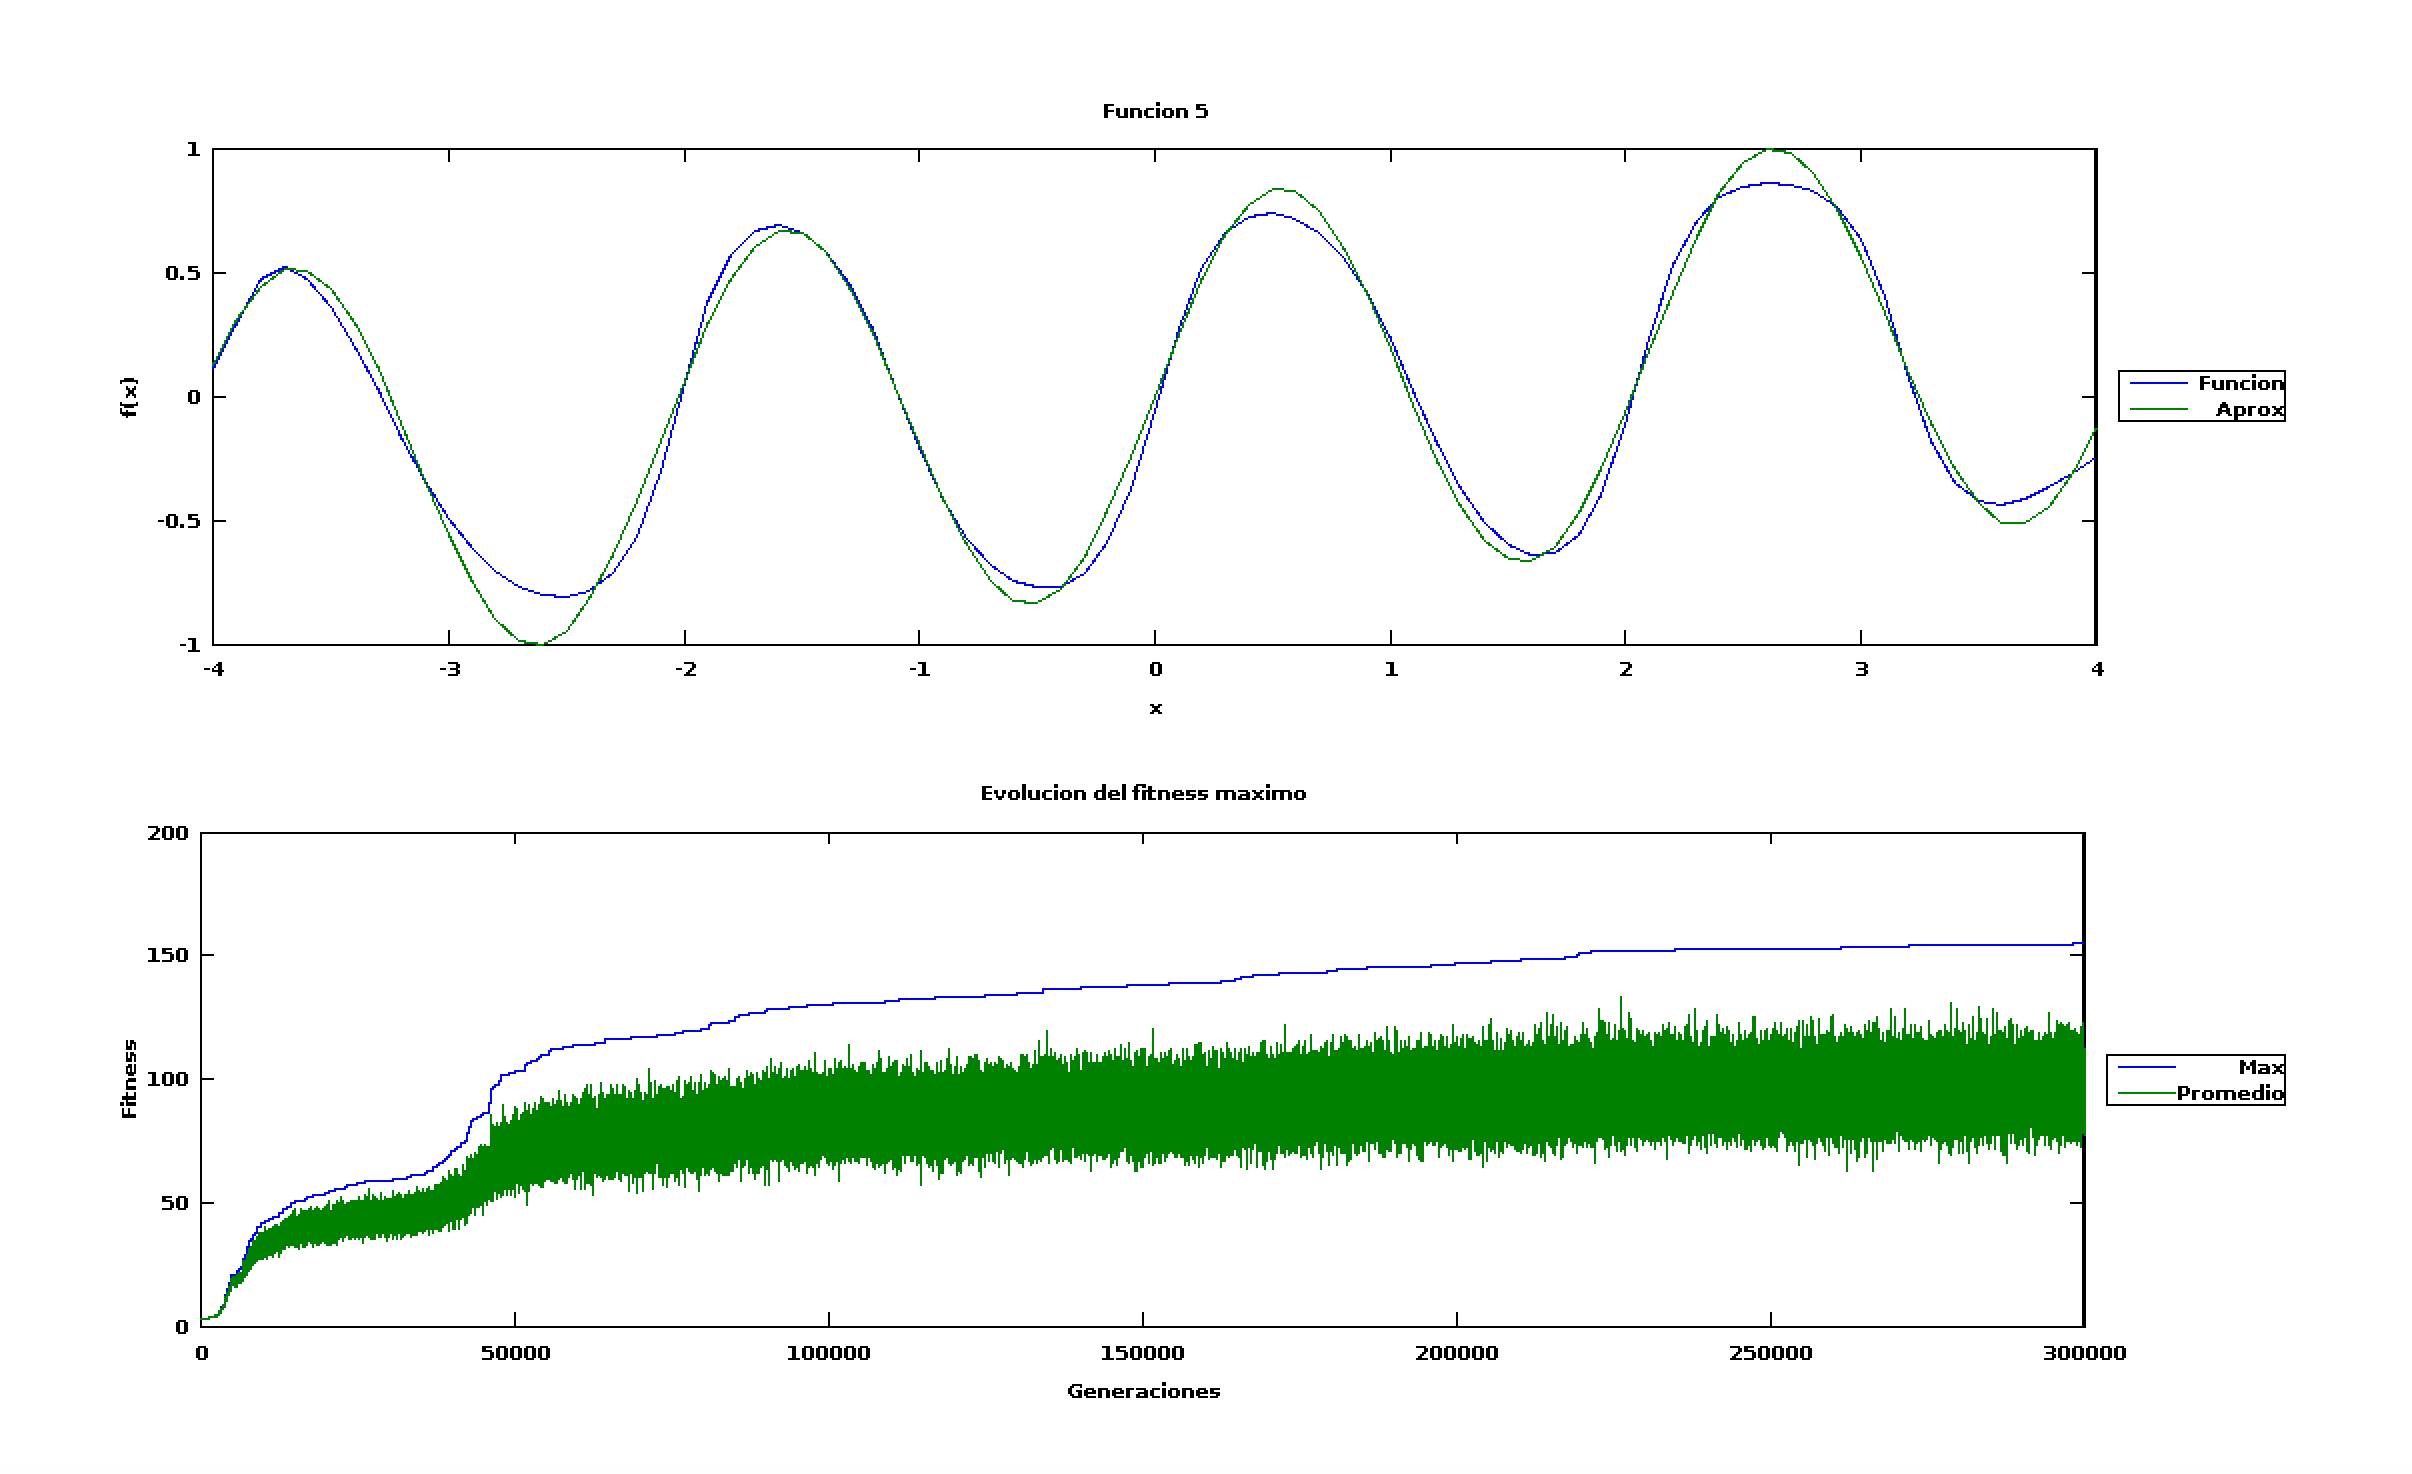 Funcion 5
1
0.5
0
-0.5
-1
f(x)
-4 -3 -2 -1 0 1 2 3 4
x
Funcion
Aprox
Evolucion del fitness maximo
200
150
100
50
0
Fitness
0 50000 100000 150000 200000 250000 300000
Generaciones
Max
Promedio